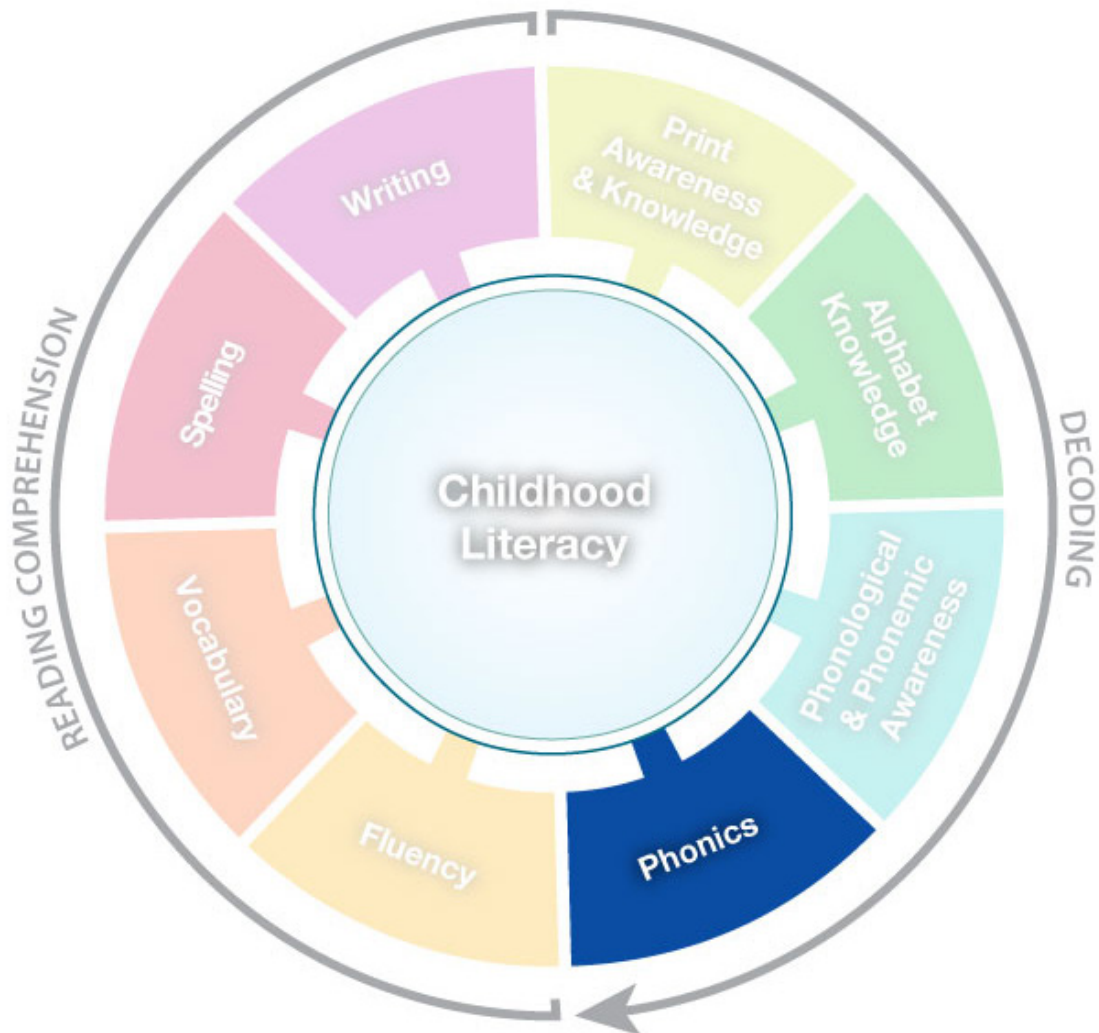 Print
Awareness
& Knowledge
Alphabet
Knowledge
Phonological
& Phonemic
Awareness
Phonics
Fluency
Vocabulary
Spelling
Writing
Childhood
Literacy
DECODING
READING COMPREHENSION